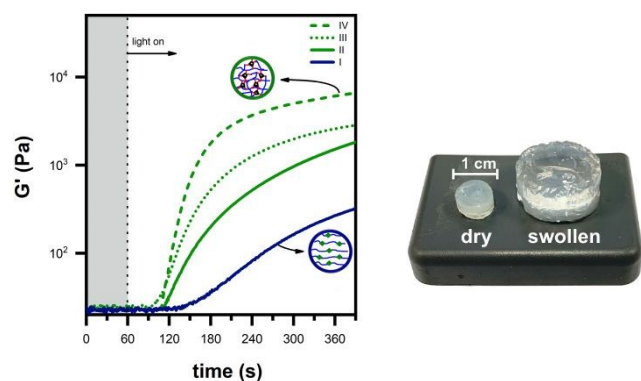 light on
IV
III
II
I
10⁴
10³
10²
G' (Pa)
0 60 120 180 240 300 360
time (s)
1 cm
dry swollen